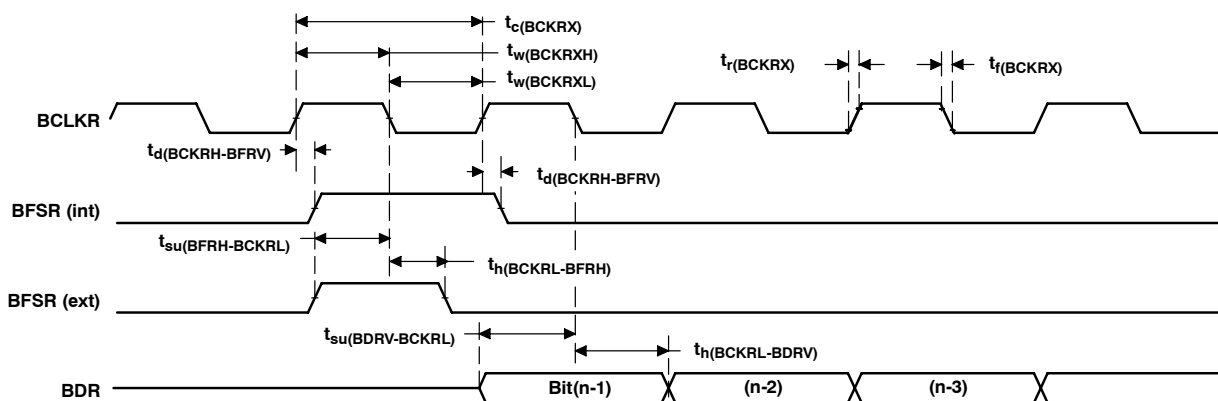 tc(BCKRX)
tw(BCKRXH)
tw(BCKRXL)
tr(BCKRX)
tf(BCKRX)
BCLKR
td(BCKRH-BFRV)
td(BCKRH-BFRV)
BFSR (int)
tsu(BFRH-BCKRL)
th(BCKRL-BFRH)
BFSR (ext)
tsu(BDRV-BCKRL)
th(BCKRL-BDRV)
BDR
Bit(n-1)
(n-2)
(n-3)